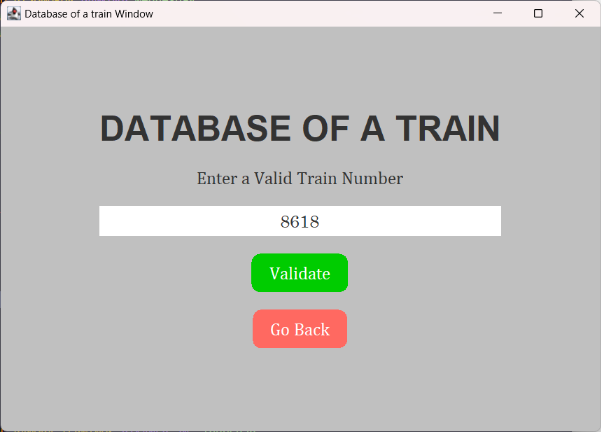 Database of a train Window
DATABASE OF A TRAIN
Enter a Valid Train Number
8618
Validate
Go Back